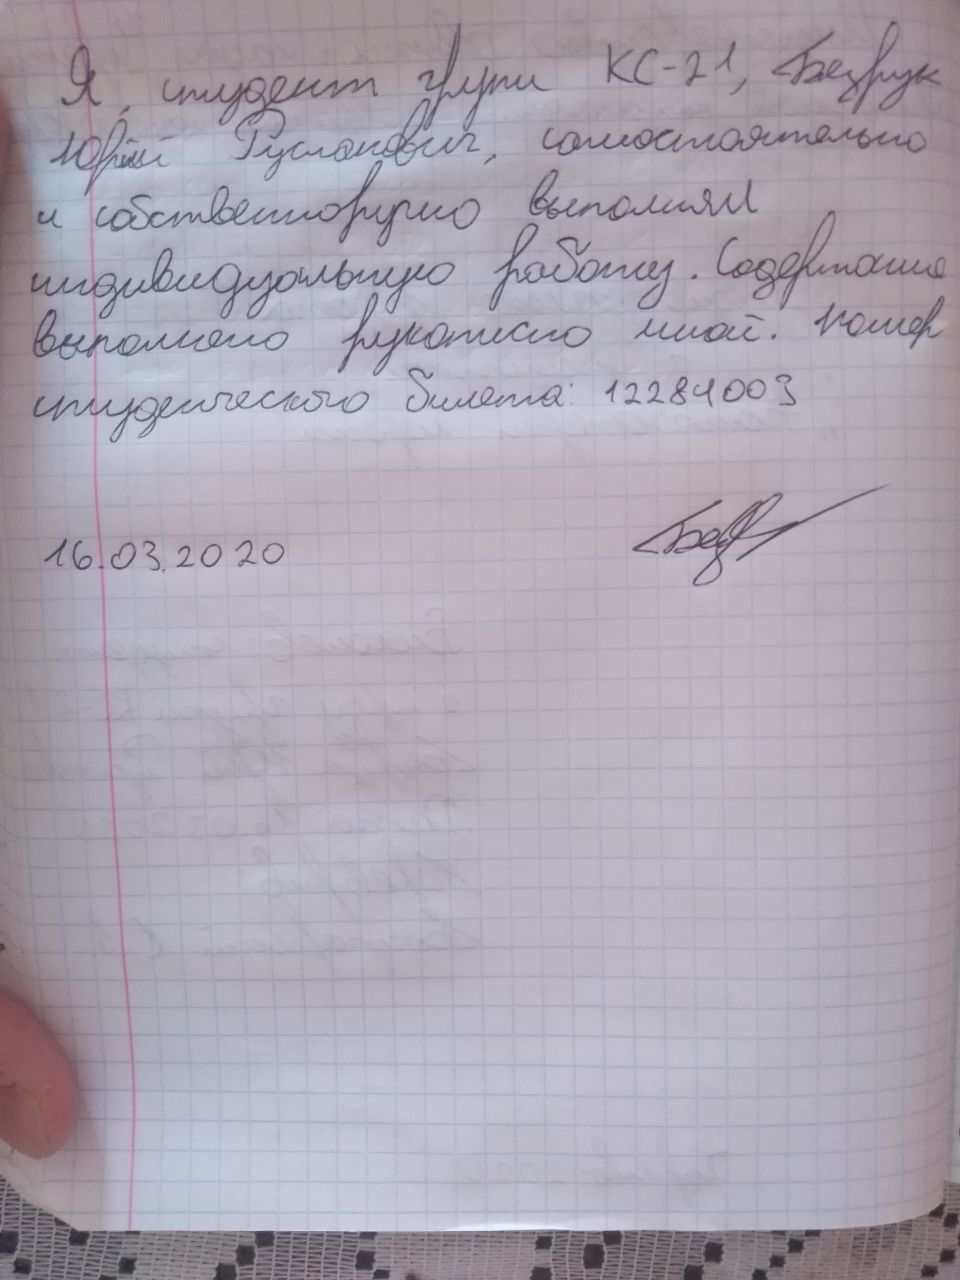 Я, студент групи КС-21, Безрук
Юрій Русланович, самостоятельно
и собственноручно выполнял
индивидуальную работу. Содержание
выполнено рукописно мной. Номер
студенческого билета: 12284003
16.03.2020